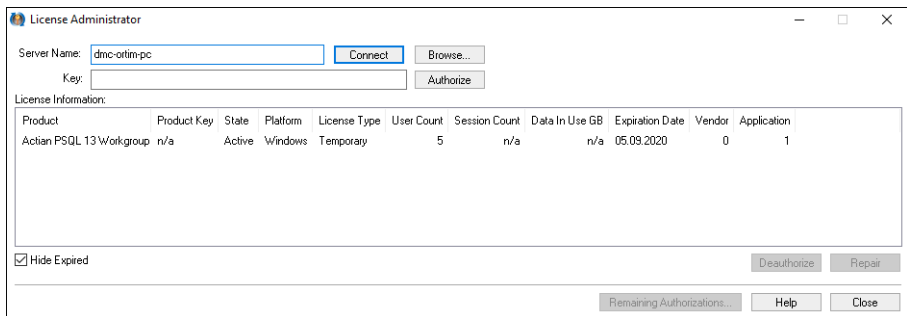 License Administrator
Server Name: dmc-ortim-pc Connect Browse...
Key: Authorize
License Information:
Product Product Key State Platform License Type User Count Session Count Data In Use GB Expiration Date Vendor Application
Actian PSQL 13 Workgroup n/a Active Windows Temporary 5 n/a n/a 05.09.2020 0 1
Hide Expired Deauthorize Repair
Remaining Authorizations... Help Close